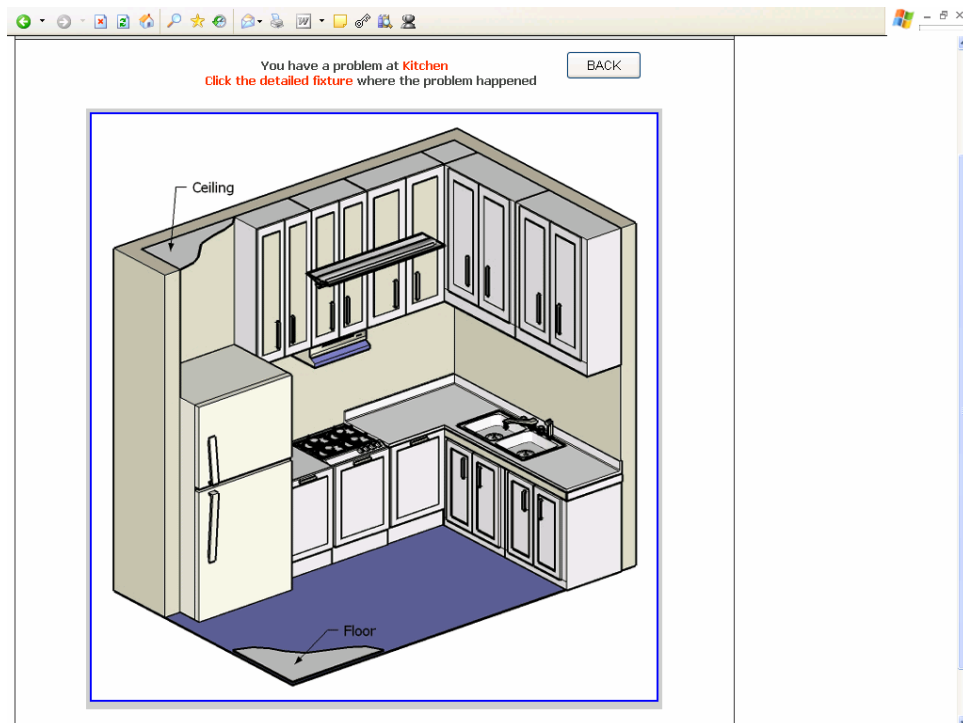 You have a problem at Kitchen
Click the detailed fixture where the problem happened
BACK
Ceiling
Floor